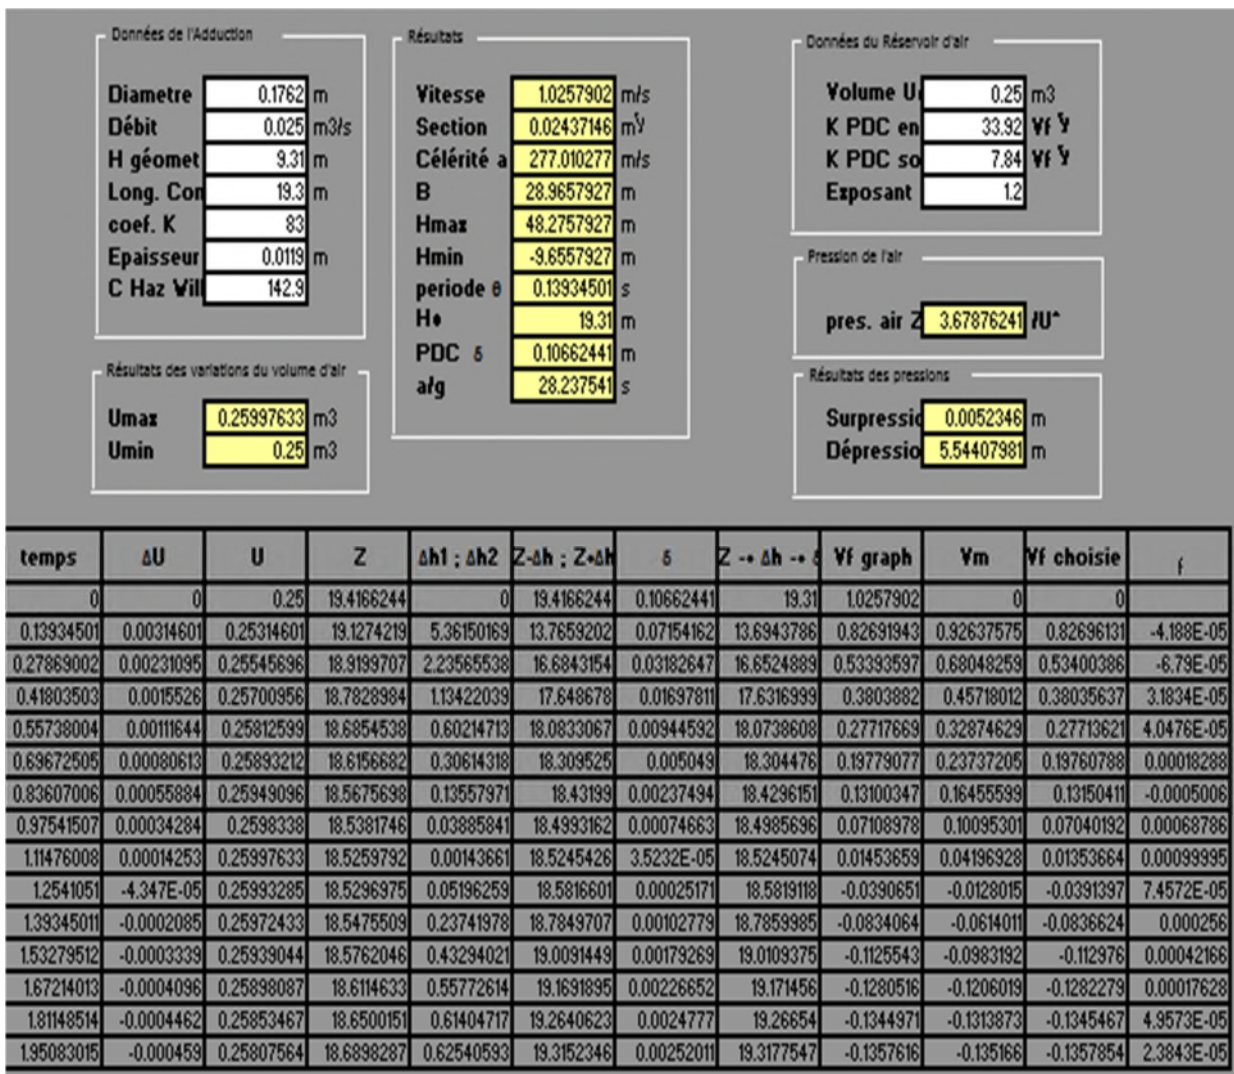 Données de l'Adduction
Diametre 0.1762 m
Débit 0.025 m3/s
H géomet 9.31 m
Long. Con 19.3 m
coef. K 83
Epaisseur 0.0119 m
C Haz Will 142.9
Résultats
Vitesse 1.0257902 m/s
Section 0.02437146 m
Célérité a 277.010277 m/s
B 28.9657927 m
Hmax 48.2757927 m
Hmin -9.6557927 m
periode θ 0.13934501 s
H• 19.31 m
PDC δ 0.10662441 m
a/g 28.237541 s
Données du Réservoir d'air
Volume U 0.25 m3
K PDC en 33.92 Vf
K PDC so 7.84 Vf
Exposant 1.2
Pression de l'air
pres. air Z 3.67876241 /U^
Résultats des variations du volume d'air
Umax 0.25997633 m3
Umin 0.25 m3
Résultats des pressions
Surpressio 0.0052346 m
Dépressio 5.54407981 m
temps ΔU U Z Δh1 ; Δh2 Z-Δh ; Z+Δh δ Z -+ Δh -+ δ Vf graph Vm Vf choisie f
0 0 0.25 19.4166244 0 19.4166244 0.10662441 19.31 1.0257902 0 0
0.13934501 0.00314601 0.25314601 19.1274219 5.36150169 13.7659202 0.07154162 13.6943786 0.82691943 0.92637575 0.82696131 -4.188E-05
0.27869002 0.00231095 0.25545696 18.9199707 2.23565538 16.6843154 0.03182647 16.6524889 0.53393597 0.68048259 0.53400386 -6.79E-05
0.41803503 0.0015526 0.25700956 18.7828984 1.13422039 17.648678 0.01697811 17.6316999 0.3803882 0.45718012 0.38035637 3.1834E-05
0.55738004 0.00111644 0.25812599 18.6854538 0.60214713 18.0833067 0.00944592 18.0738608 0.27717669 0.32874629 0.27713621 4.0476E-05
0.69672505 0.00080613 0.25893212 18.6156682 0.30614318 18.309525 0.005049 18.304476 0.19779077 0.23737205 0.19760788 0.00018288
0.83607006 0.00055884 0.25949096 18.5675698 0.13557971 18.43199 0.00237494 18.4296151 0.13100347 0.16455599 0.13150411 -0.0005006
0.97541507 0.00034284 0.2598338 18.5381746 0.03885841 18.4993162 0.00074663 18.4985696 0.07108978 0.10095301 0.07040192 0.00068786
1.11476008 0.00014253 0.25997633 18.5259792 0.00143661 18.5245426 3.5232E-05 18.5245074 0.01453659 0.04196928 0.01353664 0.00099995
1.2541051 -4.347E-05 0.25993285 18.5296975 0.05196259 18.5816601 0.00025171 18.5819118 -0.0390651 -0.0128015 -0.0391397 7.4572E-05
1.39345011 -0.0002085 0.25972433 18.5475509 0.23741978 18.7849707 0.00102779 18.7859985 -0.0834064 -0.0614011 -0.0836624 0.000256
1.53279512 -0.0003339 0.25939044 18.5762046 0.43294021 19.0091449 0.00179269 19.0109375 -0.1125543 -0.0983192 -0.112976 0.00042166
1.67214013 -0.0004096 0.25898087 18.6114633 0.55772614 19.1691895 0.00226652 19.171456 -0.1280516 -0.1206019 -0.1282279 0.00017628
1.81148514 -0.0004462 0.25853467 18.6500151 0.61404717 19.2640623 0.0024777 19.26654 -0.1344971 -0.1313873 -0.1345467 4.9573E-05
1.95083015 -0.000459 0.25807564 18.6898287 0.62540593 19.3152346 0.00252011 19.3177547 -0.1357616 -0.135166 -0.1357854 2.3843E-05